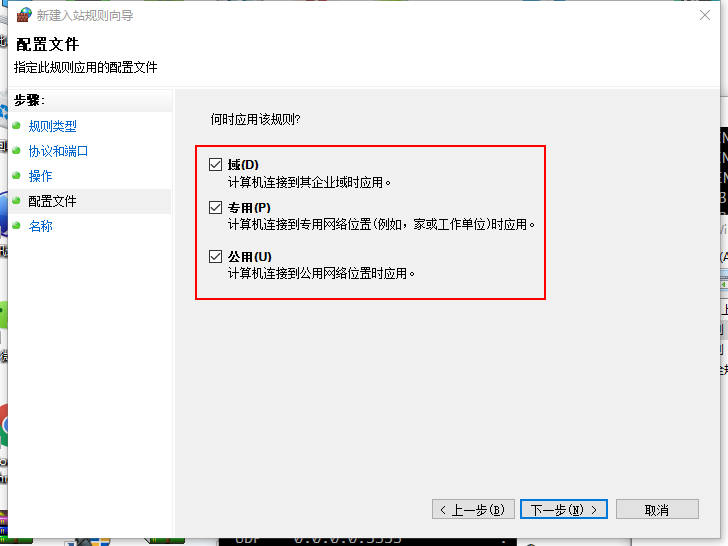 新建入站规则向导
配置文件
指定此规则应用的配置文件
步骤:
规则类型
协议和端口
操作
配置文件
名称
何时应用该规则?
域(D)
计算机连接到其企业域时应用。
专用(P)
计算机连接到专用网络位置(例如，家或工作单位)时应用。
公用(U)
计算机连接到公用网络位置时应用。
< 上一步(B)
下一步(N) >
取消